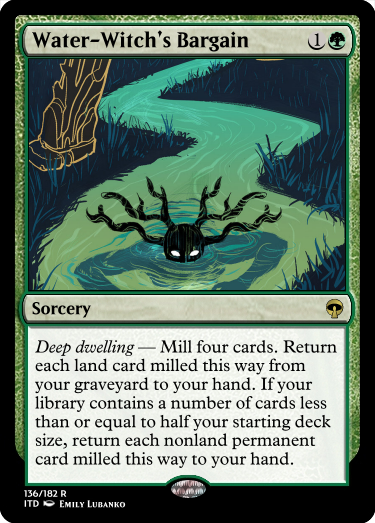 Water-Witch's Bargain 1
Sorcery
Deep dwelling — Mill four cards. Return
each land card milled this way from
your graveyard to your hand. If your
library contains a number of cards less
than or equal to half your starting deck
size, return each nonland permanent
card milled this way to your hand.
136/182 R
ITD Emily Lubanko